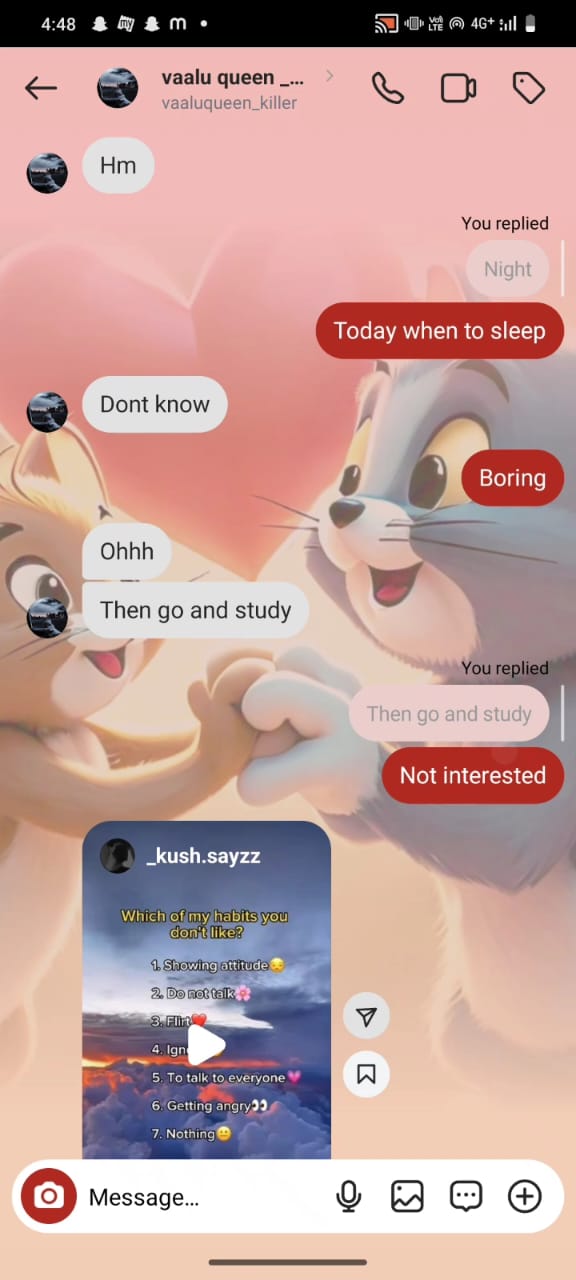 4:48
Vo)) LTE
4G+
vaalu queen _...
vaaluqueen_killer
Hm
You replied
Night
Today when to sleep
Dont know
Boring
Ohhh
Then go and study
You replied
Then go and study
Not interested
_kush.sayzz
Which of my habits you
don't like?
1. Showing attitude😒
2. Do not talk🌸
3. Flirt❤️
4.
5. To talk to everyone💗
6. Getting angry👀
7. Nothing😐
Message...